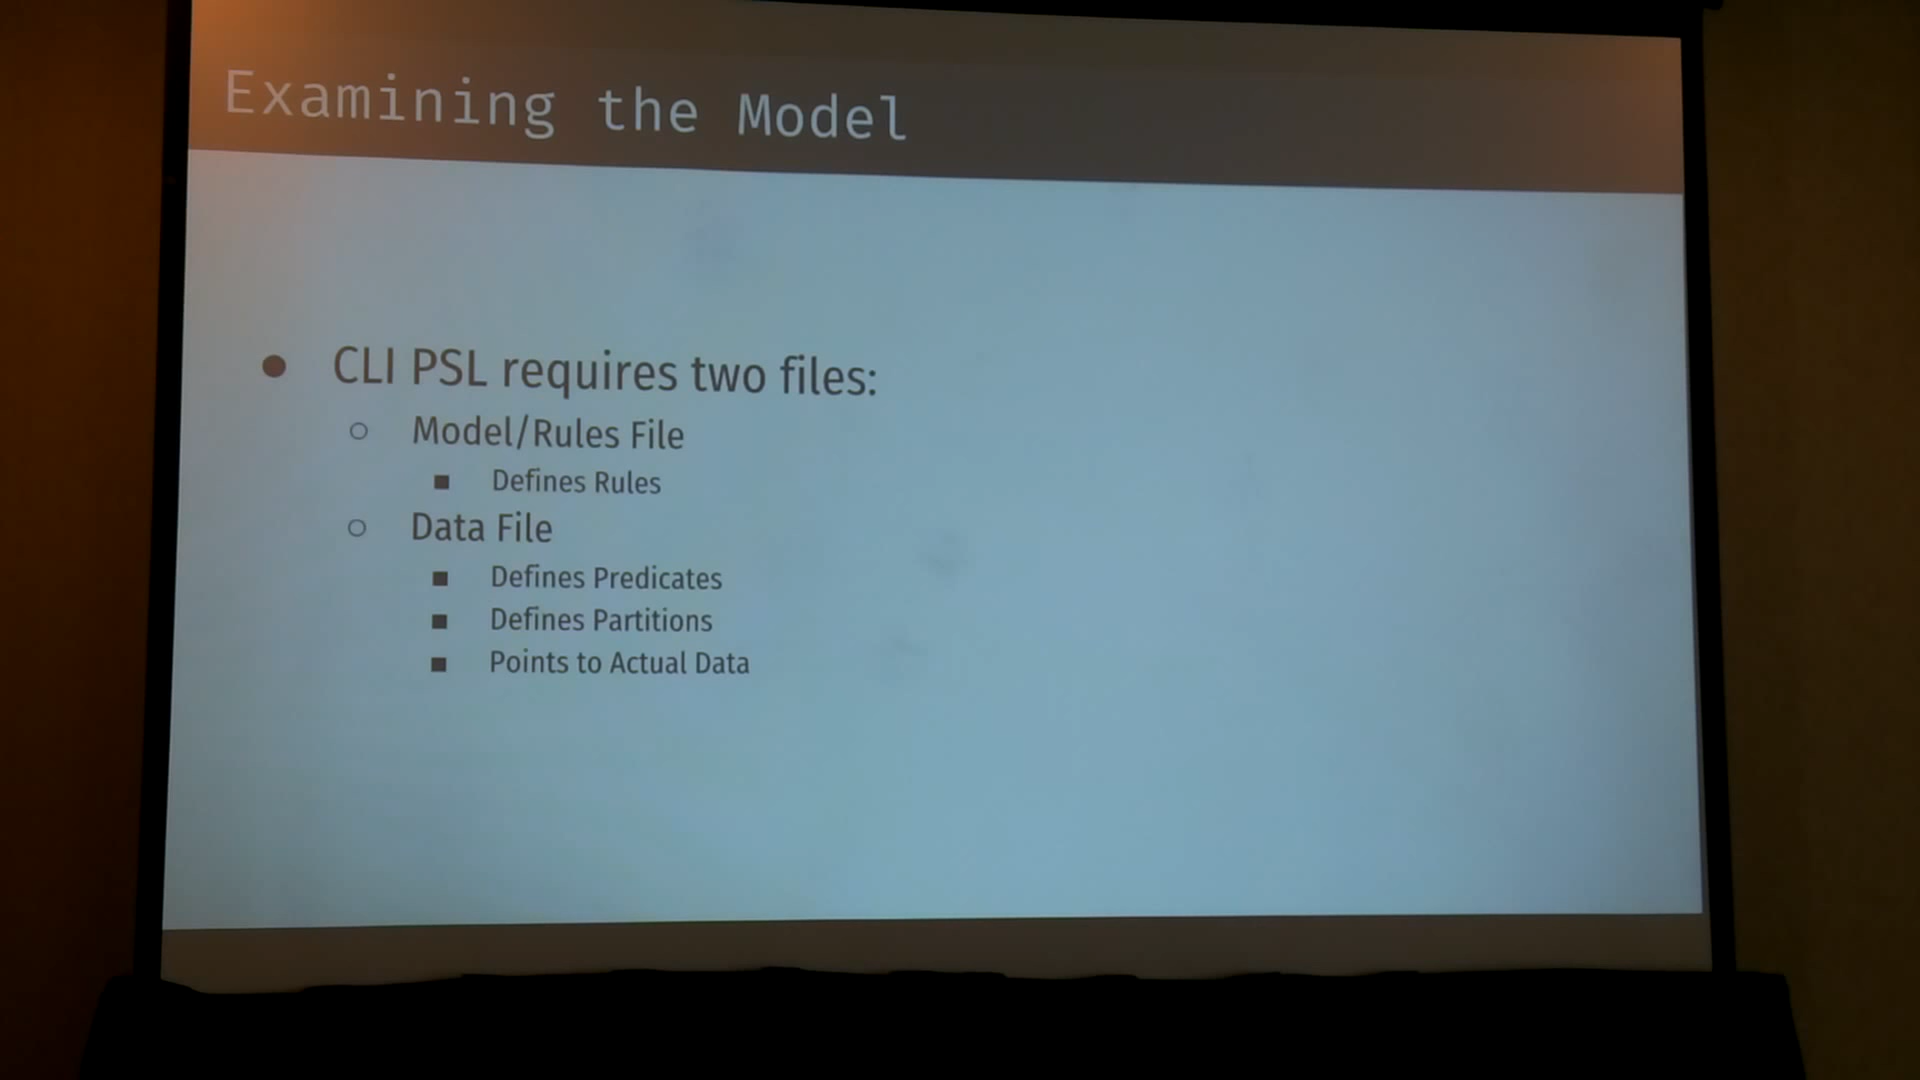 Examining the Model
● CLI PSL requires two files:
○ Model/Rules File
■ Defines Rules
○ Data File
■ Defines Predicates
■ Defines Partitions
■ Points to Actual Data